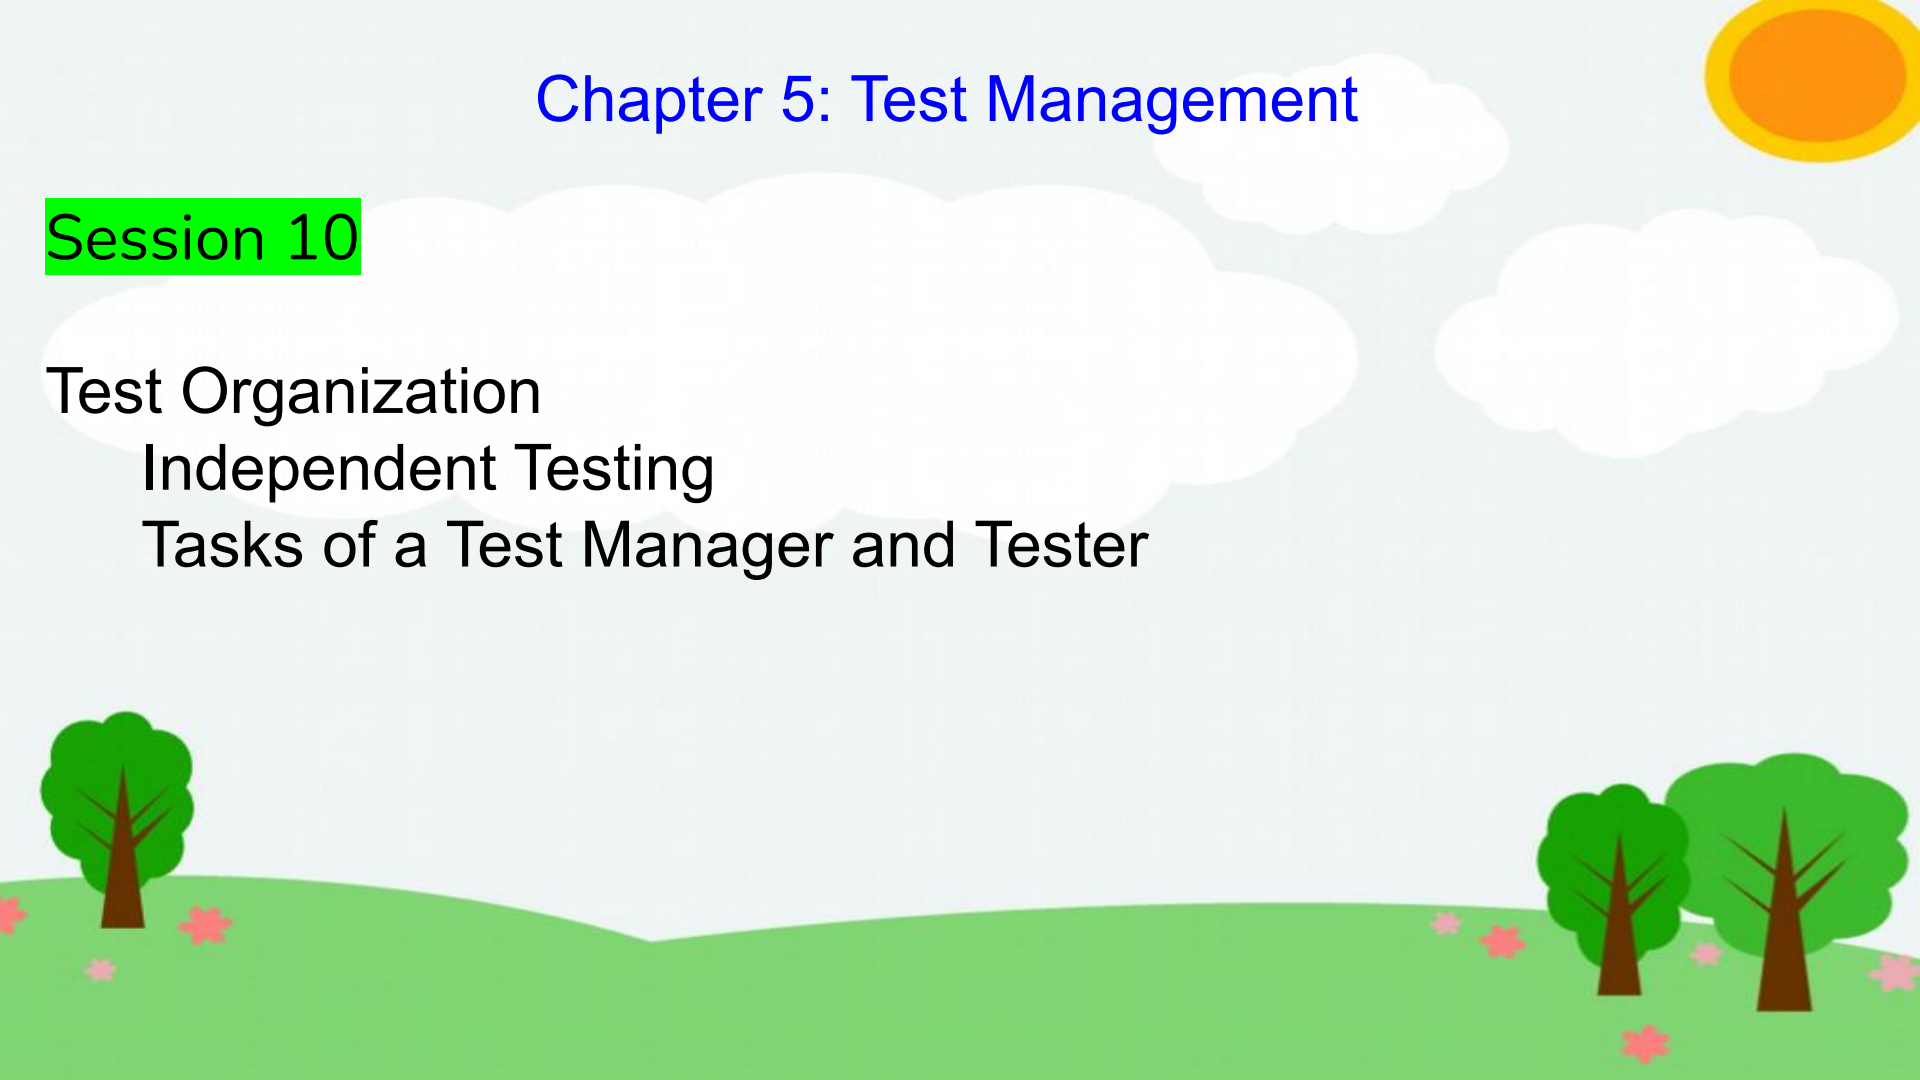 Chapter 5: Test Management
Session 10
Test Organization
Independent Testing
Tasks of a Test Manager and Tester